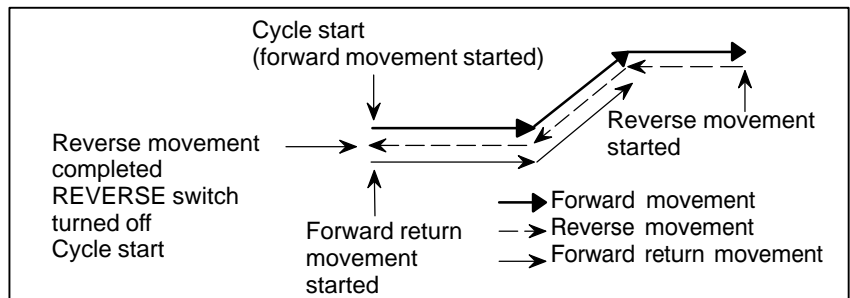 Cycle start
(forward movement started)
Reverse movement
completed
REVERSE switch
turned off
Cycle start
Forward return
movement
started
Reverse movement
started
Forward movement
Reverse movement
Forward return movement